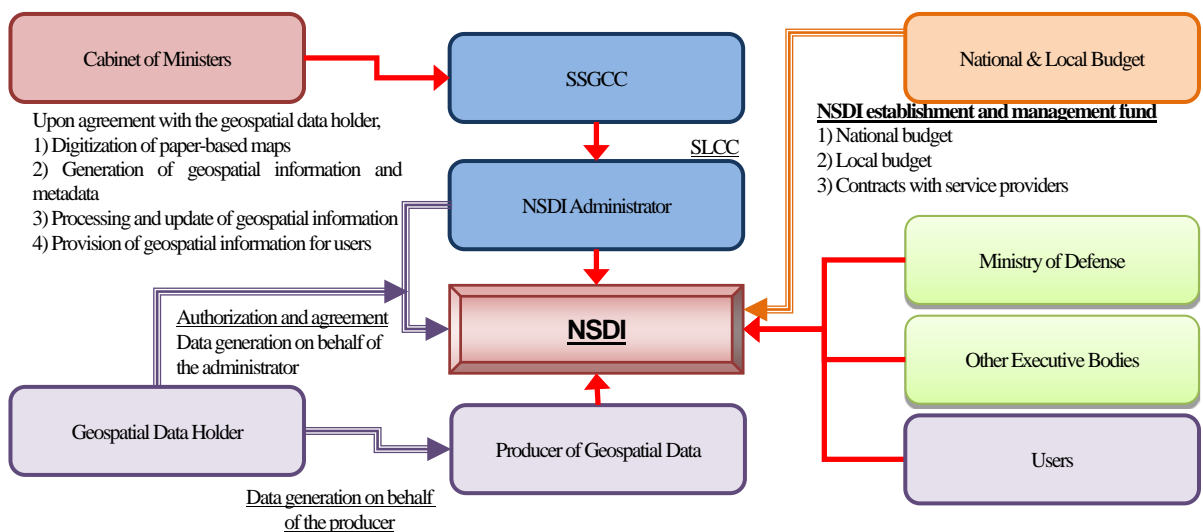 Cabinet of Ministers
SSGCC
National & Local Budget
Upon agreement with the geospatial data holder,
1) Digitization of paper-based maps
2) Generation of geospatial information and
metadata
3) Processing and update of geospatial information
4) Provision of geospatial information for users
SLCC
NSDI establishment and management fund
1) National budget
2) Local budget
3) Contracts with service providers
NSDI Administrator
Ministry of Defense
Authorization and agreement
Data generation on behalf of
the administrator
NSDI
Other Executive Bodies
Geospatial Data Holder
Producer of Geospatial Data
Users
Data generation on behalf
of the producer